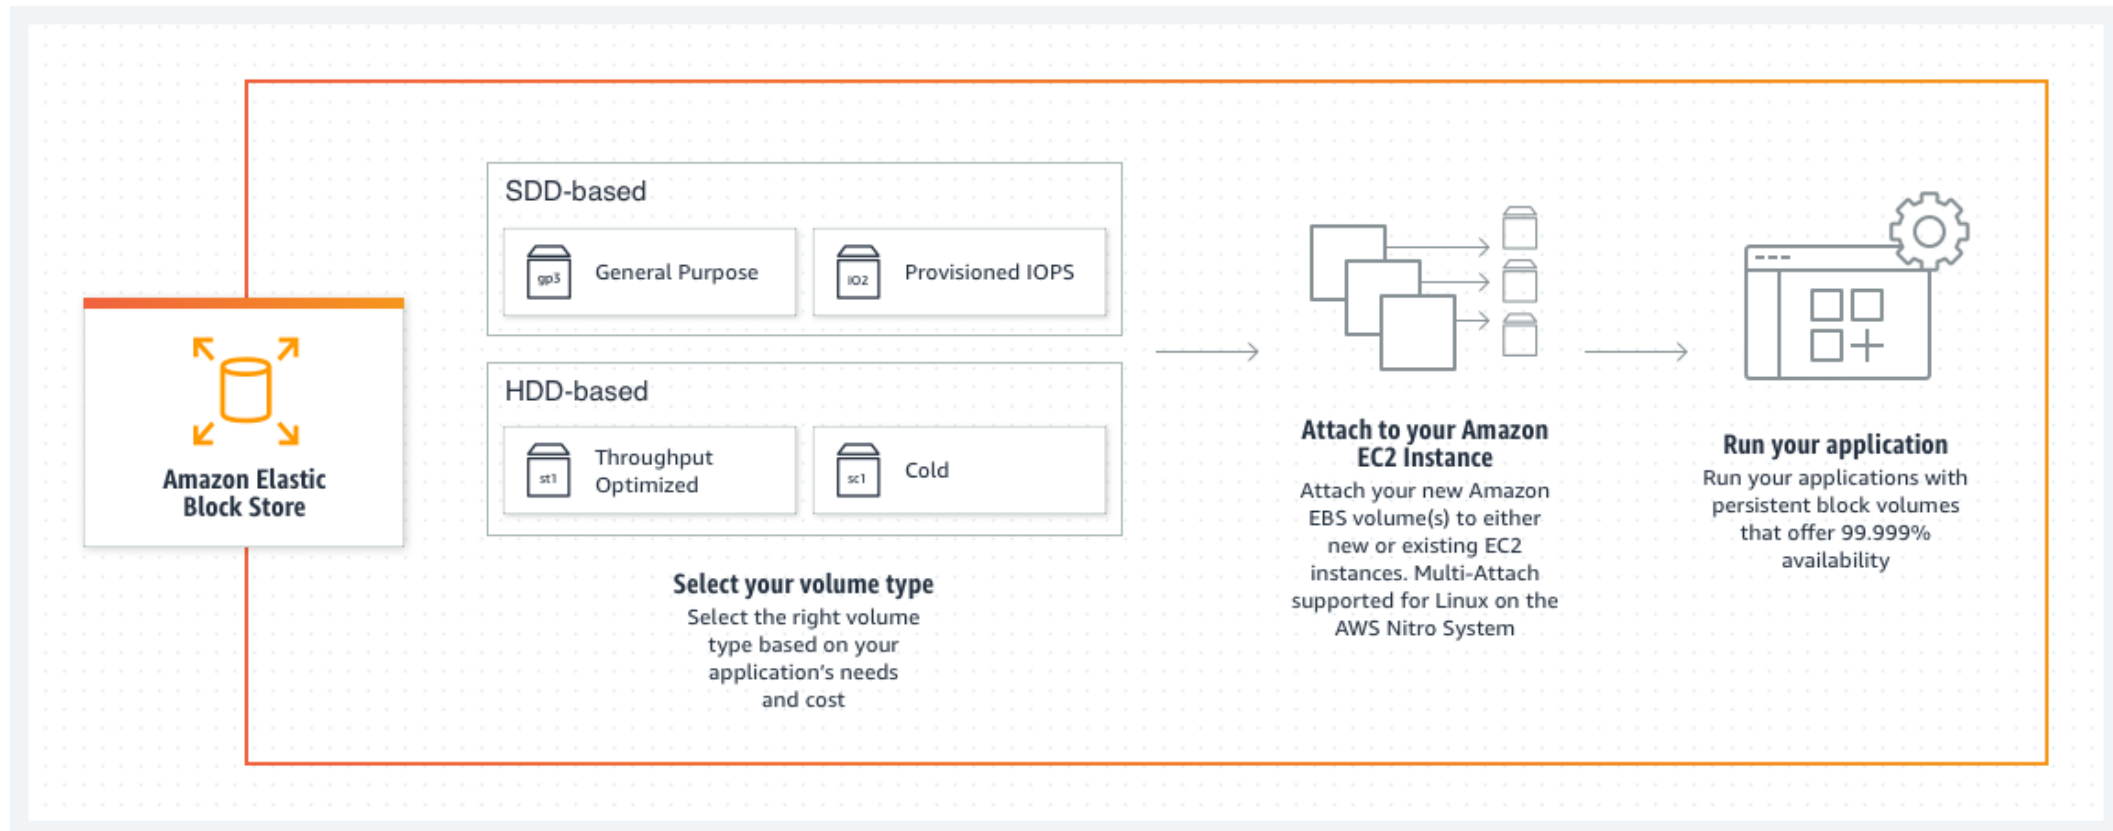 Amazon Elastic
Block Store
SDD-based
gp3
General Purpose
IO2
Provisioned IOPS
HDD-based
st1
Throughput
Optimized
sc1
Cold
Select your volume type
Select the right volume
type based on your
application's needs
and cost
Attach to your Amazon
EC2 Instance
Attach your new Amazon
EBS volume(s) to either
new or existing EC2
instances. Multi-Attach
supported for Linux on the
AWS Nitro System
Run your application
Run your applications with
persistent block volumes
that offer 99.999%
availability